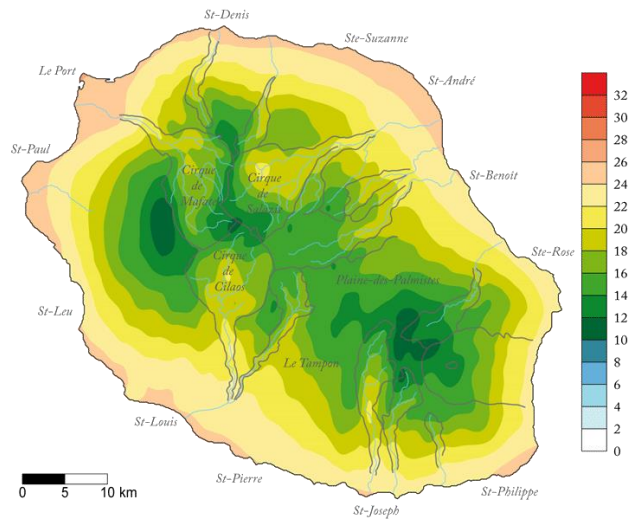 St-Denis
Ste-Suzanne
Le Port
St-André
St-Paul
St-Benoit
Cirque
de
Mafate
Cirque
de
Salazie
Ste-Rose
Cirque
de
Cilaos
Plaine-des-Palmistes
St-Leu
Le Tampon
St-Louis
St-Pierre
St-Philippe
St-Joseph
32
30
28
26
24
22
20
18
16
14
12
10
8
6
4
2
0
0 5 10 km